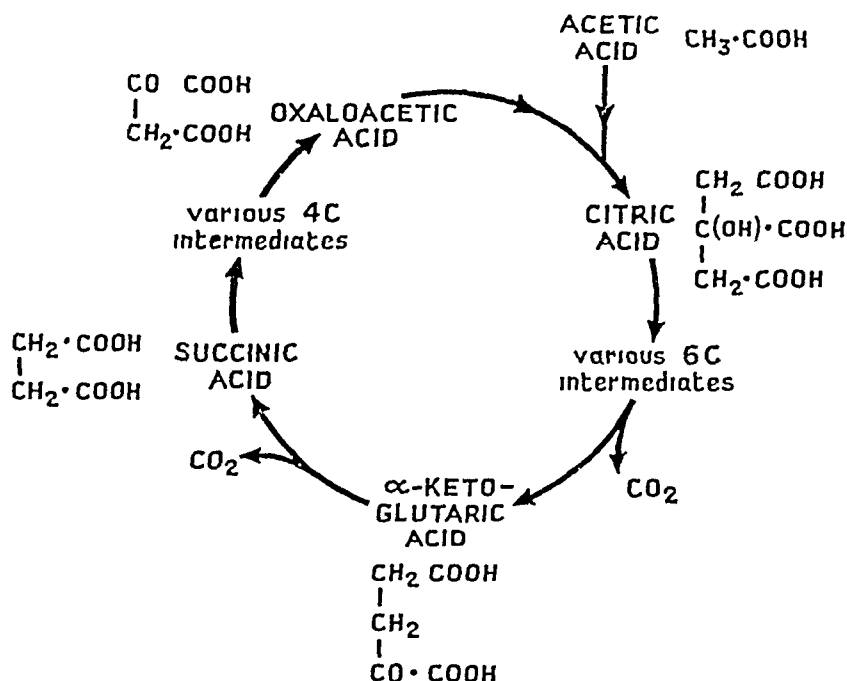 ACETIC
ACID
CH₃·COOH
CO COOH
CH₂·COOH
OXALOACETIC
ACID
CITRIC
ACID
CH₂ COOH
C(OH)·COOH
CH₂·COOH
various 6C
intermediates
CO₂
α-KETO-
GLUTARIC
ACID
CH₂ COOH
CH₂
CO·COOH
CO₂
SUCCINIC
ACID
CH₂·COOH
CH₂·COOH
various 4C
intermediates